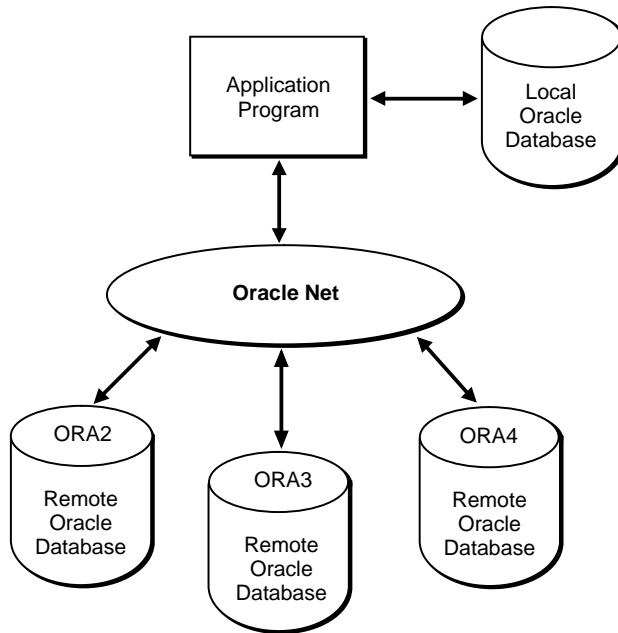 Application
Program
Local
Oracle
Database
Oracle Net
ORA2
Remote
Oracle
Database
ORA3
Remote
Oracle
Database
ORA4
Remote
Oracle
Database